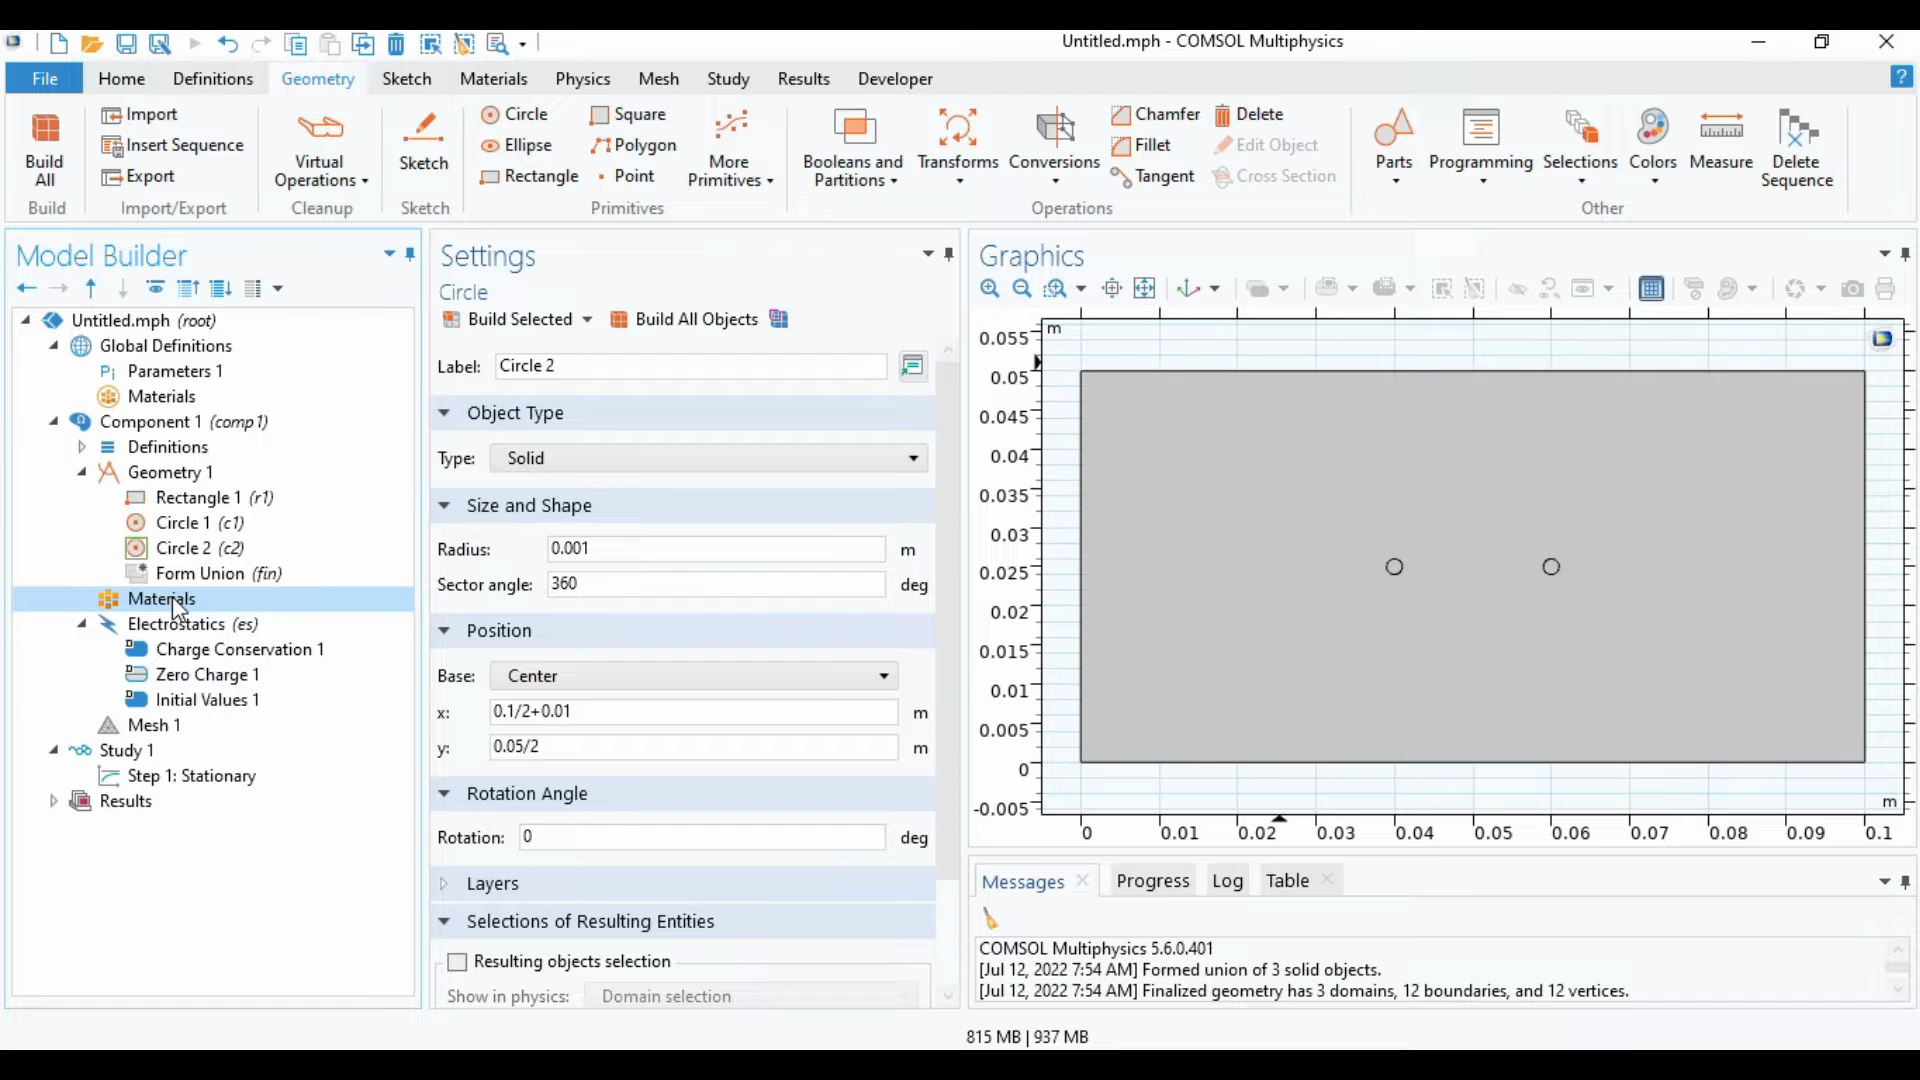 Untitled.mph - COMSOL Multiphysics
File Home Definitions Geometry Sketch Materials Physics Mesh Study Results Developer ?
Build All
Build
Import
Insert Sequence
Export
Import/Export
Virtual Operations
Cleanup
Sketch
Sketch
Circle
Ellipse
Rectangle
Square
Polygon
Point
More Primitives
Primitives
Booleans and Partitions
Transforms
Conversions
Chamfer
Fillet
Tangent
Delete
Edit Object
Cross Section
Operations
Parts
Programming
Selections
Colors
Measure
Delete Sequence
Other
Model Builder
Untitled.mph (root)
Global Definitions
Pi Parameters 1
Materials
Component 1 (comp1)
Definitions
Geometry 1
Rectangle 1 (r1)
Circle 1 (c1)
Circle 2 (c2)
Form Union (fin)
Materials
Electrostatics (es)
D Charge Conservation 1
D Zero Charge 1
D Initial Values 1
Mesh 1
Study 1
Step 1: Stationary
Results
Settings
Circle
Build Selected
Build All Objects
Label: Circle 2
Object Type
Type: Solid
Size and Shape
Radius: 0.001 m
Sector angle: 360 deg
Position
Base: Center
x: 0.1/2+0.01 m
y: 0.05/2 m
Rotation Angle
Rotation: 0 deg
Layers
Selections of Resulting Entities
Resulting objects selection
Show in physics: Domain selection
Graphics
m
0.055
0.05
0.045
0.04
0.035
0.03
0.025
0.02
0.015
0.01
0.005
0
-0.005
m
0 0.01 0.02 0.03 0.04 0.05 0.06 0.07 0.08 0.09 0.1
Messages Progress Log Table
COMSOL Multiphysics 5.6.0.401
[Jul 12, 2022 7:54 AM] Formed union of 3 solid objects.
[Jul 12, 2022 7:54 AM] Finalized geometry has 3 domains, 12 boundaries, and 12 vertices.
815 MB | 937 MB